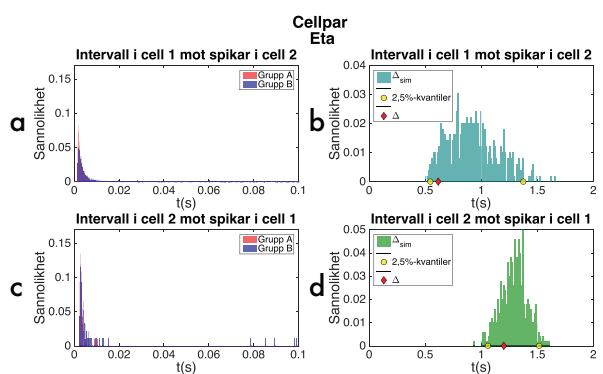 Cellpar
Eta
a
Intervall i cell 1 mot spikar i cell 2
Sannolikhet
0.15
0.1
0.05
0
0
0.02
0.04
0.06
0.08
0.1
t(s)
Grupp A
Grupp B
b
Intervall i cell 1 mot spikar i cell 2
Sannolikhet
0.04
0.03
0.02
0.01
0
0
0.5
1
1.5
2
t(s)
Δsim
2,5%-kvantiler
Δ
c
Intervall i cell 2 mot spikar i cell 1
Sannolikhet
0.15
0.1
0.05
0
0
0.02
0.04
0.06
0.08
0.1
t(s)
Grupp A
Grupp B
d
Intervall i cell 2 mot spikar i cell 1
Sannolikhet
0.05
0.04
0.03
0.02
0.01
0
0
0.5
1
1.5
2
t(s)
Δsim
2,5%-kvantiler
Δ